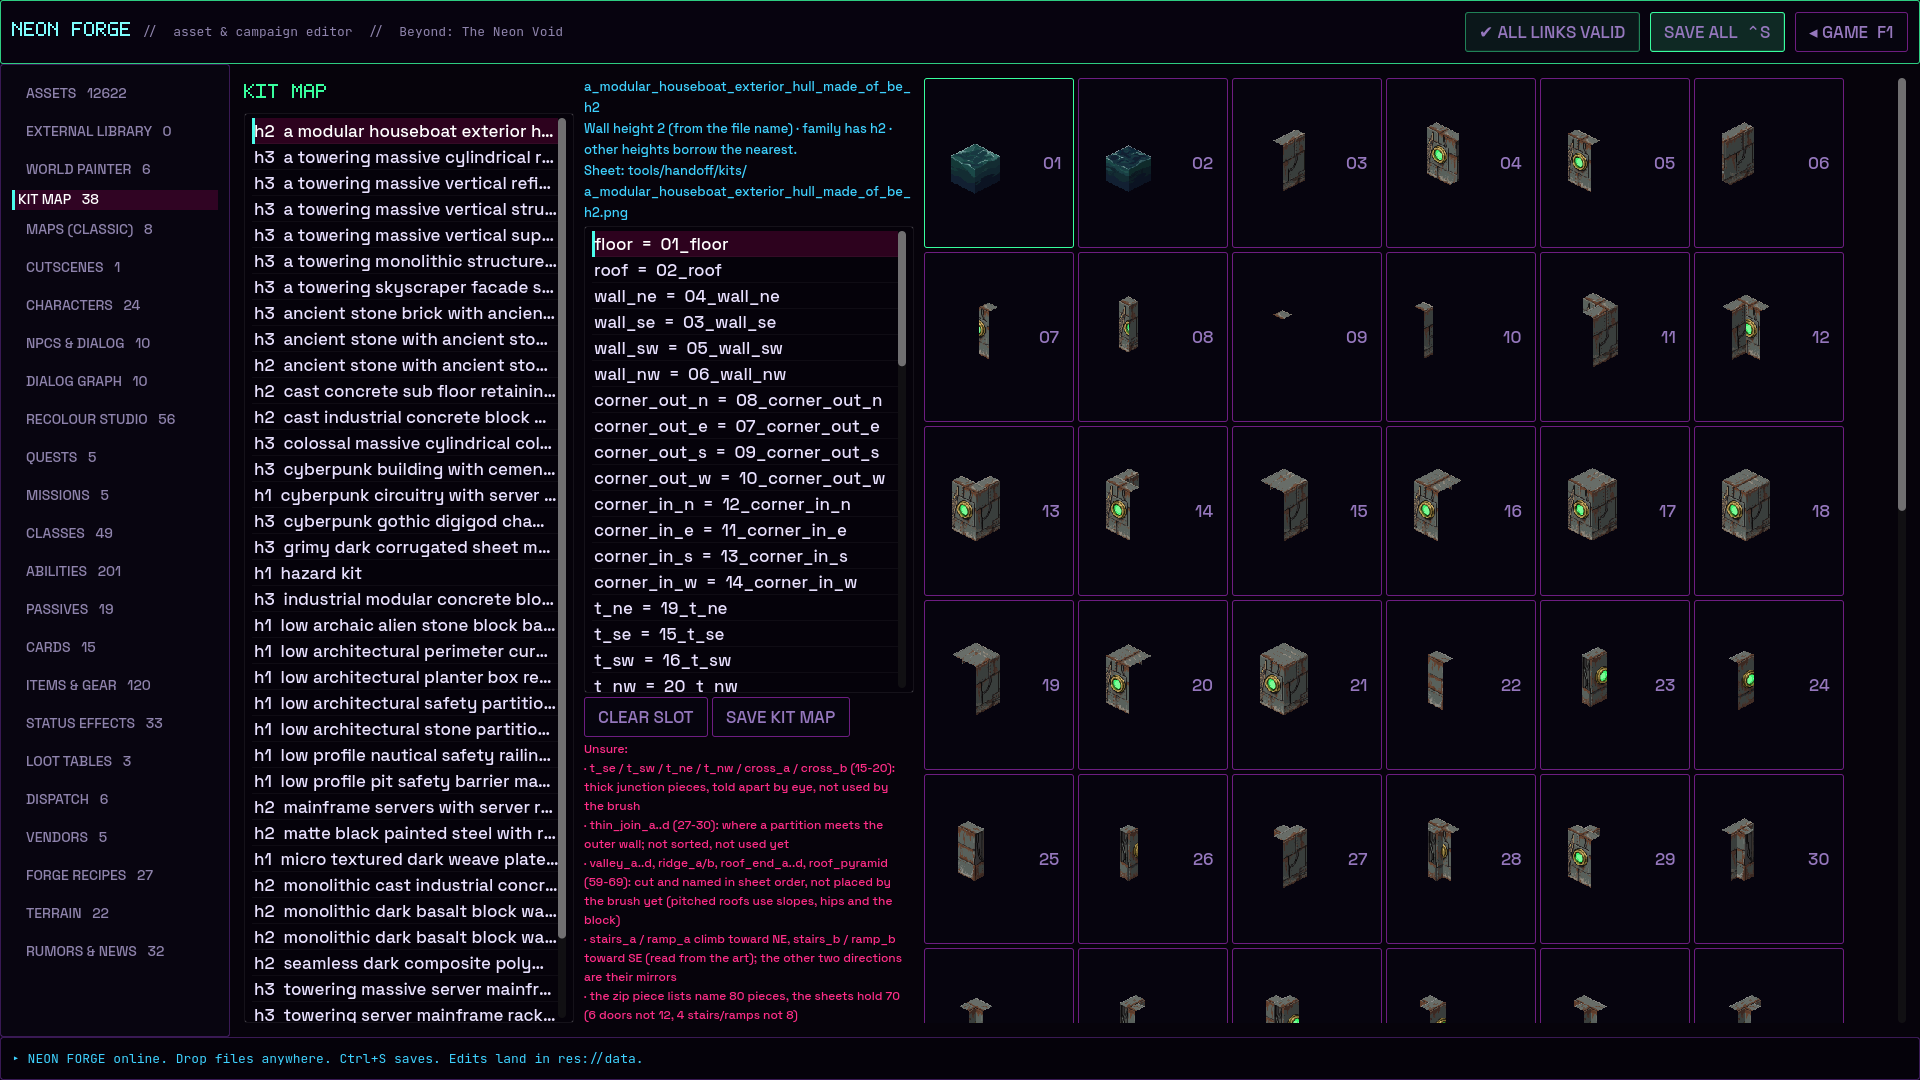 NEON FORGE // asset & campaign editor // Beyond: The Neon Void
✔ ALL LINKS VALID
SAVE ALL ^S
◂ GAME F1
ASSETS 12622
EXTERNAL LIBRARY 0
WORLD PAINTER 6
KIT MAP 38
MAPS (CLASSIC) 8
CUTSCENES 1
CHARACTERS 24
NPCS & DIALOG 10
DIALOG GRAPH 10
RECOLOUR STUDIO 56
QUESTS 5
MISSIONS 5
CLASSES 49
ABILITIES 201
PASSIVES 19
CARDS 15
ITEMS & GEAR 120
STATUS EFFECTS 33
LOOT TABLES 3
DISPATCH 6
VENDORS 5
FORGE RECIPES 27
TERRAIN 22
RUMORS & NEWS 32
KIT MAP
h2 a modular houseboat exterior h...
h3 a towering massive cylindrical r...
h3 a towering massive vertical refi...
h3 a towering massive vertical stru...
h3 a towering massive vertical sup...
h3 a towering monolithic structure...
h3 a towering skyscraper facade s...
h3 ancient stone brick with ancien...
h3 ancient stone with ancient sto...
h2 ancient stone with ancient sto...
h2 cast concrete sub floor retainin...
h2 cast industrial concrete block ...
h3 colossal massive cylindrical col...
h3 cyberpunk building with cemen...
h1 cyberpunk circuitry with server ...
h3 cyberpunk gothic digigod cha...
h3 grimy dark corrugated sheet m...
h1 hazard kit
h3 industrial modular concrete blo...
h1 low archaic alien stone block ba...
h1 low architectural perimeter cur...
h1 low architectural planter box re...
h1 low architectural safety partitio...
h1 low architectural stone partitio...
h1 low profile nautical safety railin...
h1 low profile pit safety barrier ma...
h2 mainframe servers with server r...
h2 matte black painted steel with r...
h1 micro textured dark weave plate...
h2 monolithic cast industrial concr...
h2 monolithic dark basalt block wa...
h2 monolithic dark basalt block wa...
h2 seamless dark composite poly...
h3 towering massive server mainfr...
h3 towering server mainframe rack...
a_modular_houseboat_exterior_hull_made_of_be_
h2
Wall height 2 (from the file name) · family has h2 ·
other heights borrow the nearest.
Sheet: tools/handoff/kits/
a_modular_houseboat_exterior_hull_made_of_be_
h2.png
floor = 01_floor
roof = 02_roof
wall_ne = 04_wall_ne
wall_se = 03_wall_se
wall_sw = 05_wall_sw
wall_nw = 06_wall_nw
corner_out_n = 08_corner_out_n
corner_out_e = 07_corner_out_e
corner_out_s = 09_corner_out_s
corner_out_w = 10_corner_out_w
corner_in_n = 12_corner_in_n
corner_in_e = 11_corner_in_e
corner_in_s = 13_corner_in_s
corner_in_w = 14_corner_in_w
t_ne = 19_t_ne
t_se = 15_t_se
t_sw = 16_t_sw
t_nw = 20_t_nw
CLEAR SLOT
SAVE KIT MAP
Unsure:
· t_se / t_sw / t_ne / t_nw / cross_a / cross_b (15-20):
thick junction pieces, told apart by eye, not used by
the brush
· thin_join_a..d (27-30): where a partition meets the
outer wall; not sorted, not used yet
· valley_a..d, ridge_a/b, roof_end_a..d, roof_pyramid
(59-69): cut and named in sheet order, not placed by
the brush yet (pitched roofs use slopes, hips and the
block)
· stairs_a / ramp_a climb toward NE, stairs_b / ramp_b
toward SE (read from the art); the other two directions
are their mirrors
· the zip piece lists name 80 pieces, the sheets hold 70
(6 doors not 12, 4 stairs/ramps not 8)
01 02 03 04 05 06
07 08 09 10 11 12
13 14 15 16 17 18
19 20 21 22 23 24
25 26 27 28 29 30
▸ NEON FORGE online. Drop files anywhere. Ctrl+S saves. Edits land in res://data.